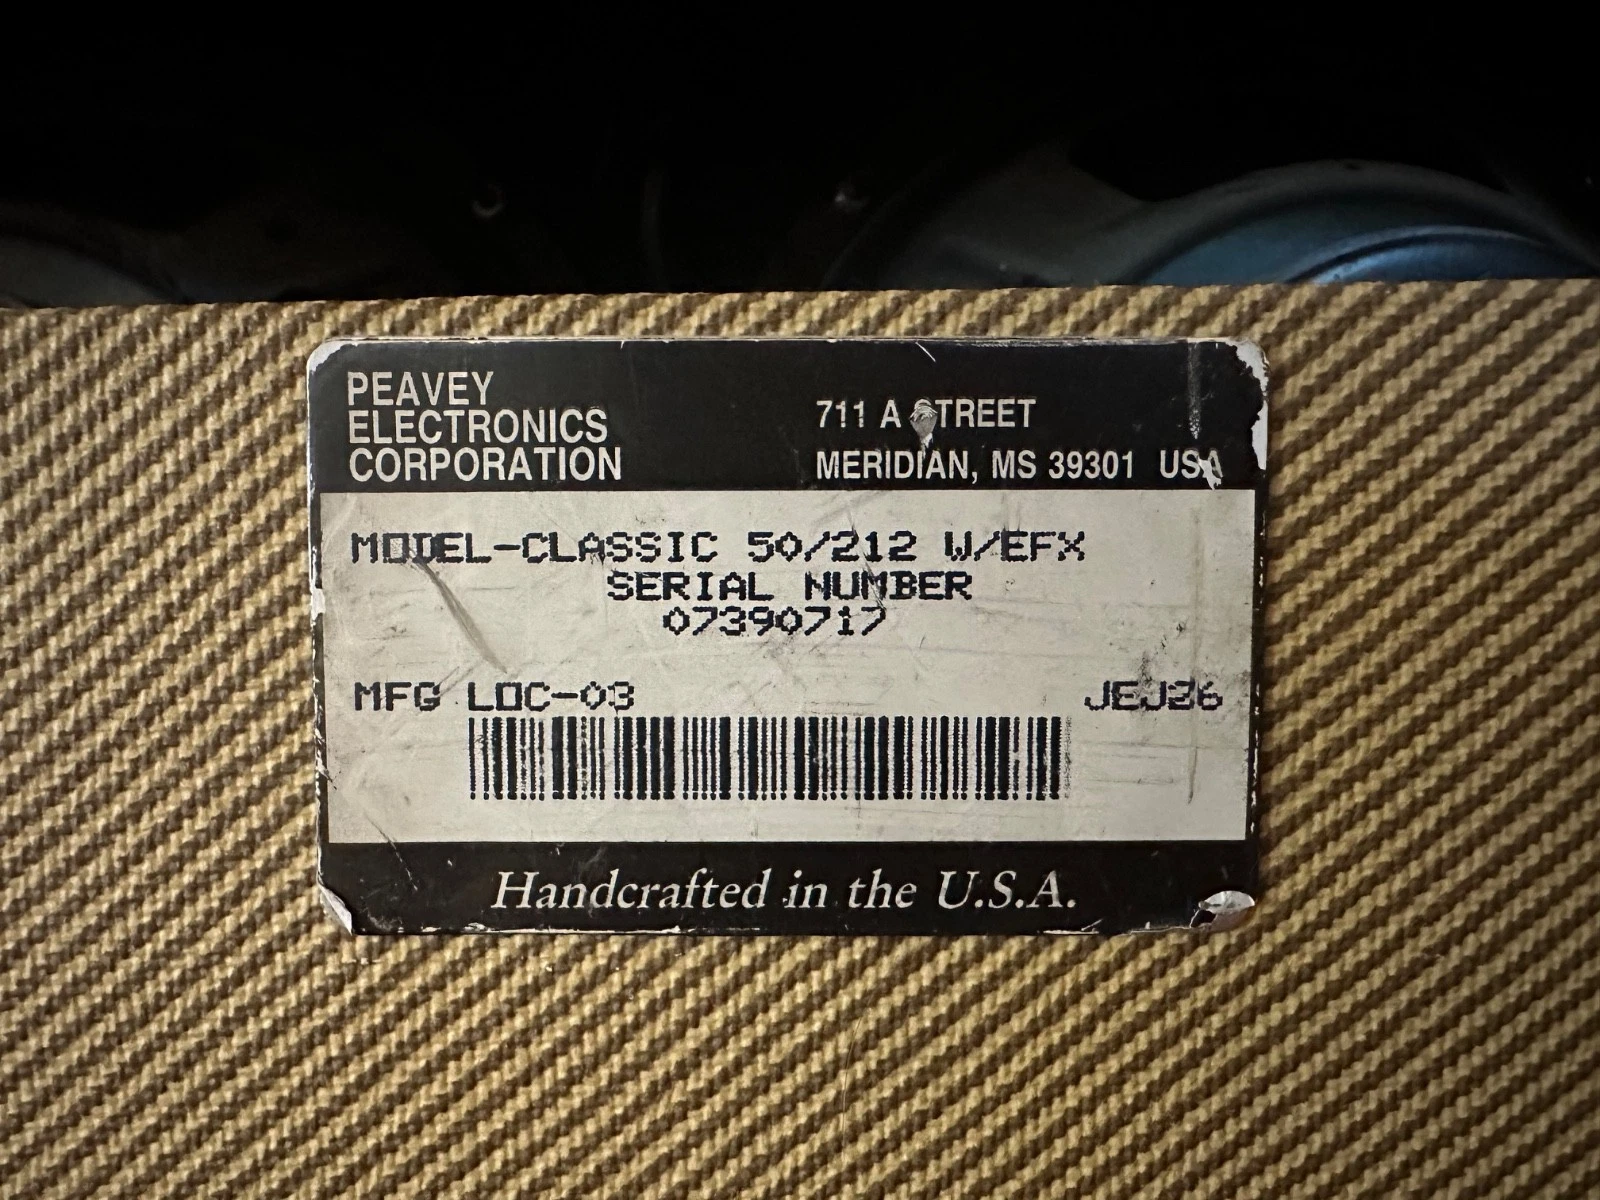 PEAVEY
ELECTRONICS
CORPORATION
711 A STREET
MERIDIAN, MS 39301 USA
MODEL-CLASSIC 50/212 W/EFX
SERIAL NUMBER
07390717
MFG LOC-03
JEJ26
Handcrafted in the U.S.A.